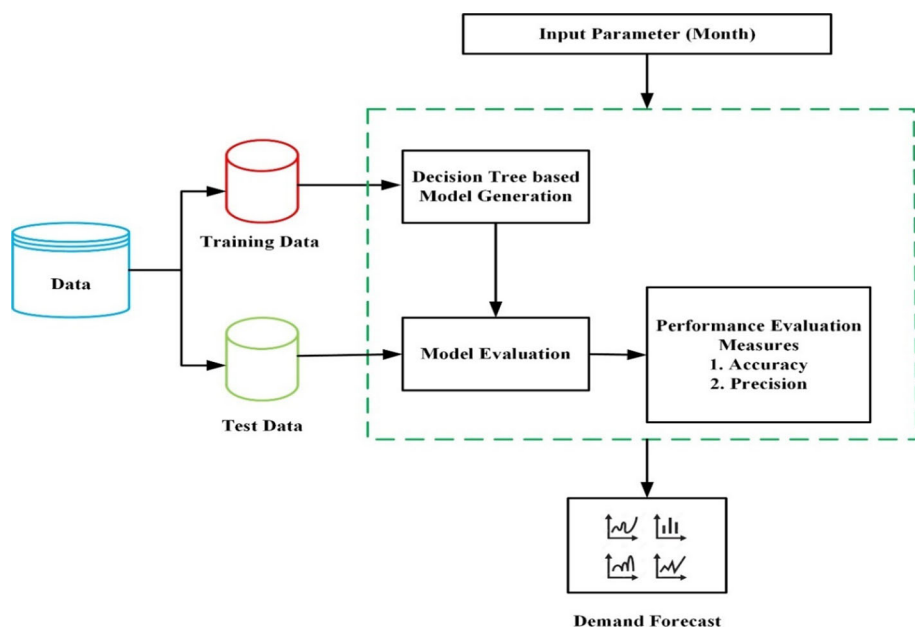 Input Parameter (Month)
Decision Tree based
Model Generation
Training Data
Data
Performance Evaluation
Measures
1. Accuracy
2. Precision
Model Evaluation
Test Data
Demand Forecast